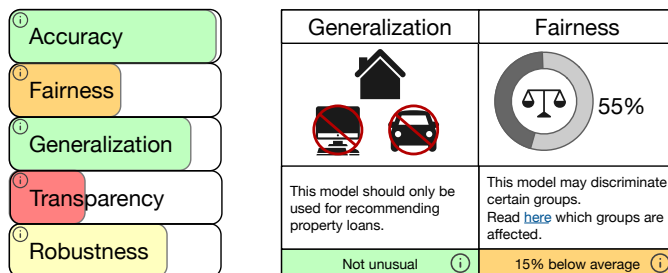 Accuracy
Fairness
Generalization
Transparency
Robustness
Generalization
Fairness
55%
This model should only be
used for recommending
property loans.
This model may discriminate
certain groups.
Read here which groups are
affected.
Not unusual
15% below average